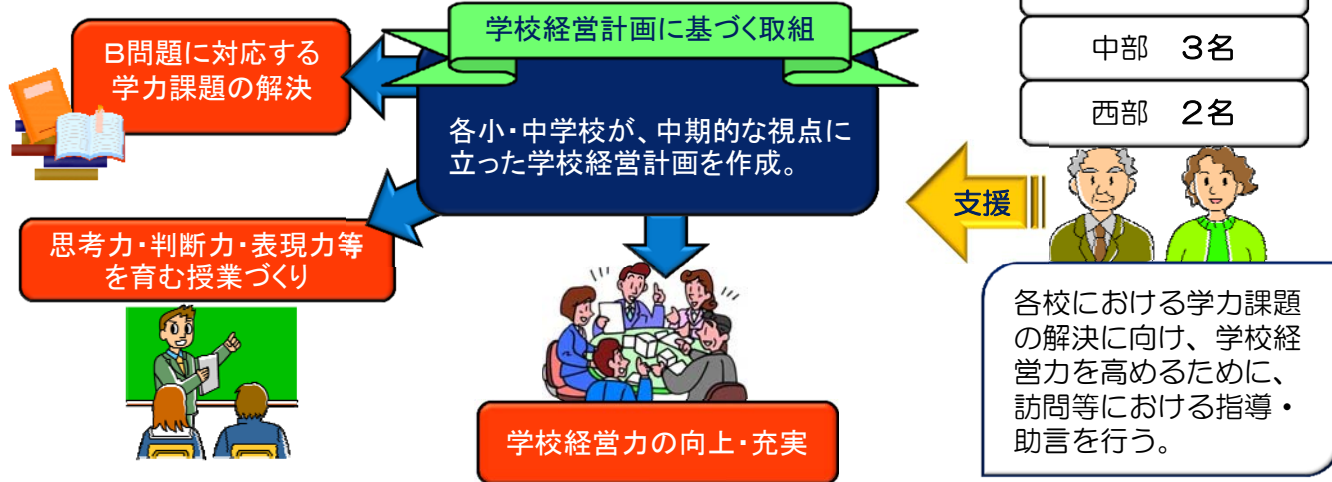 B問題に対応する
学力課題の解決
学校経営計画に基づく取組
各小・中学校が、中期的な視点に
立った学校経営計画を作成。
思考力・判断力・表現力等
を育む授業づくり
学校経営力の向上・充実
中部　3名
西部　2名
支援
各校における学力課題
の解決に向け、学校経
営力を高めるために、
訪問等における指導・
助言を行う。